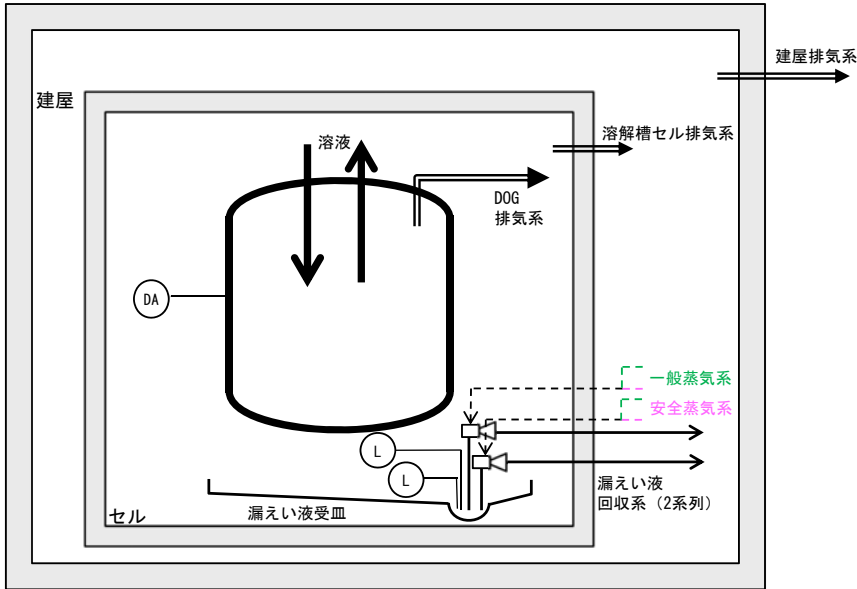 建屋排気系
建屋
溶解槽セル排気系
溶液
DOG
排気系
DA
一般蒸気系
安全蒸気系
L
L
漏えい液
回収系（2系列）
漏えい液受皿
セル